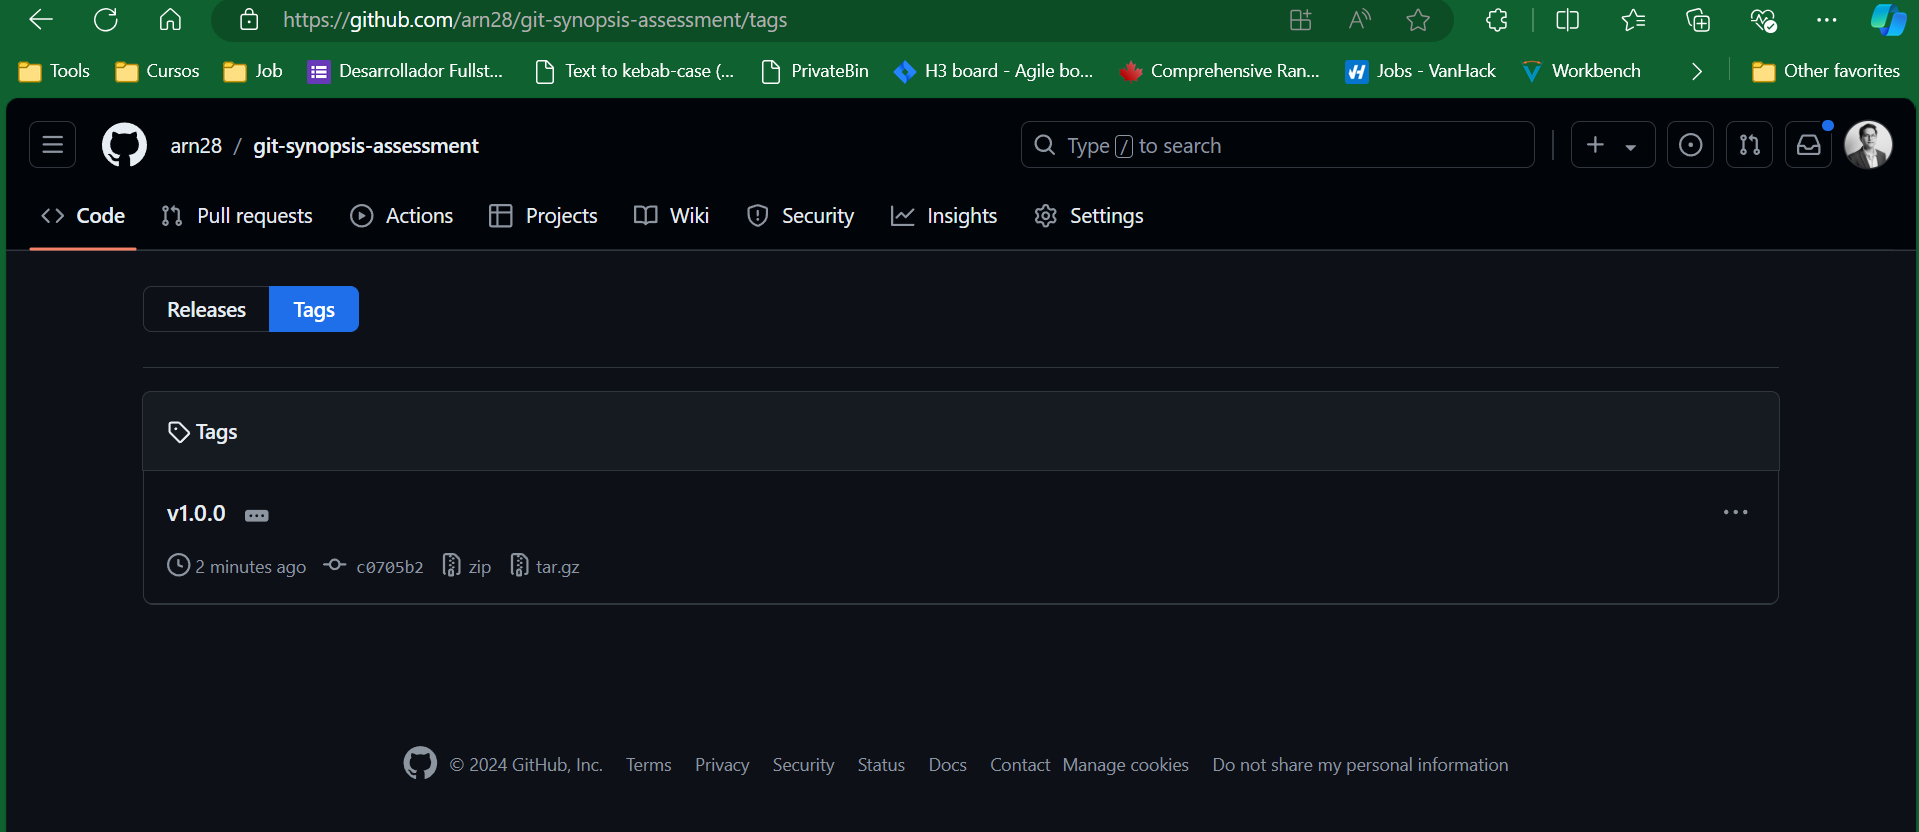 https://github.com/arn28/git-synopsis-assessment/tags
Tools Cursos Job Desarrollador Fullst... Text to kebab-case (... PrivateBin H3 board - Agile bo... Comprehensive Ran... Jobs - VanHack Workbench Other favorites
arn28 / git-synopsis-assessment Type / to search
Code Pull requests Actions Projects Wiki Security Insights Settings
Releases Tags
Tags
v1.0.0
2 minutes ago c0705b2 zip tar.gz
© 2024 GitHub, Inc. Terms Privacy Security Status Docs Contact Manage cookies Do not share my personal information